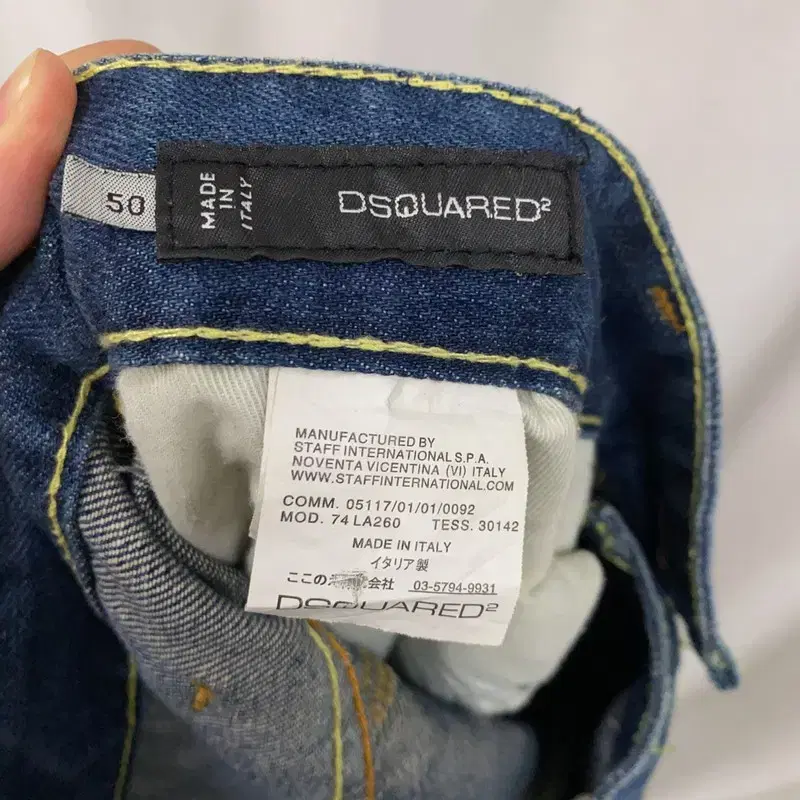 50
MADE
IN
ITALY
DSQUARED²
MANUFACTURED BY
STAFF INTERNATIONAL S.P.A.
NOVENTA VICENTINA (VI) ITALY
WWW.STAFFINTERNATIONAL.COM
COMM. 05117/01/01/0092
MOD. 74 LA260 TESS. 30142
MADE IN ITALY
イタリア製
ここの 会社 03-5794-9931
DSQUARED²